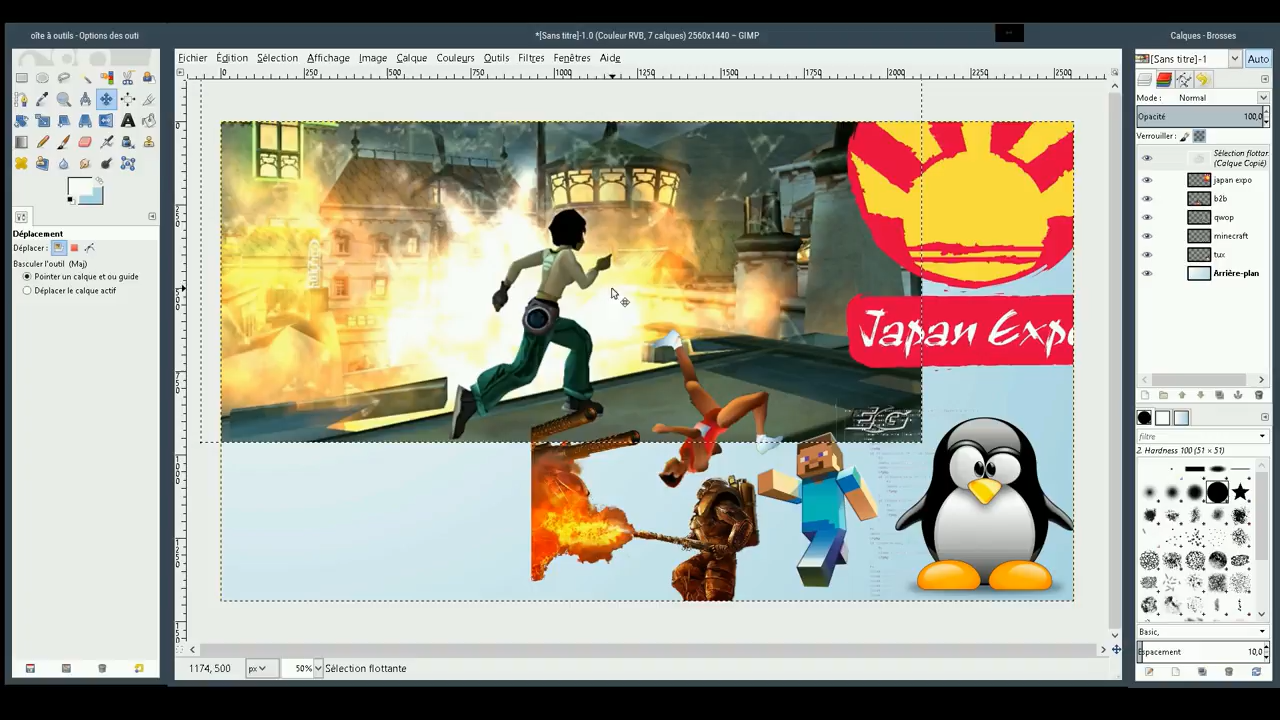 oîte à outils - Options des outi
*[Sans titre]-1.0 (Couleur RVB, 7 calques) 2560x1440 – GIMP
Calques - Brosses
Fichier Édition Sélection Affichage Image Calque Couleurs Outils Filtres Fenêtres Aide
[Sans titre]-1 Auto
0 250 500 750 1000 1250 1500 1750 2000 2250 2500
Mode : Normal
Opacité 100,0
Verrouiller :
Sélection flottar
(Calque Copié)
japan expo
b2b
qwop
minecraft
tux
Arrière-plan
Déplacement
Déplacer :
Basculer l'outil (Maj)
Pointer un calque et ou guide
Déplacer le calque actif
Japan Expo
filtre
2. Hardness 100 (51 × 51)
Basic,
Espacement 10,0
1174, 500 px 50% Sélection flottante